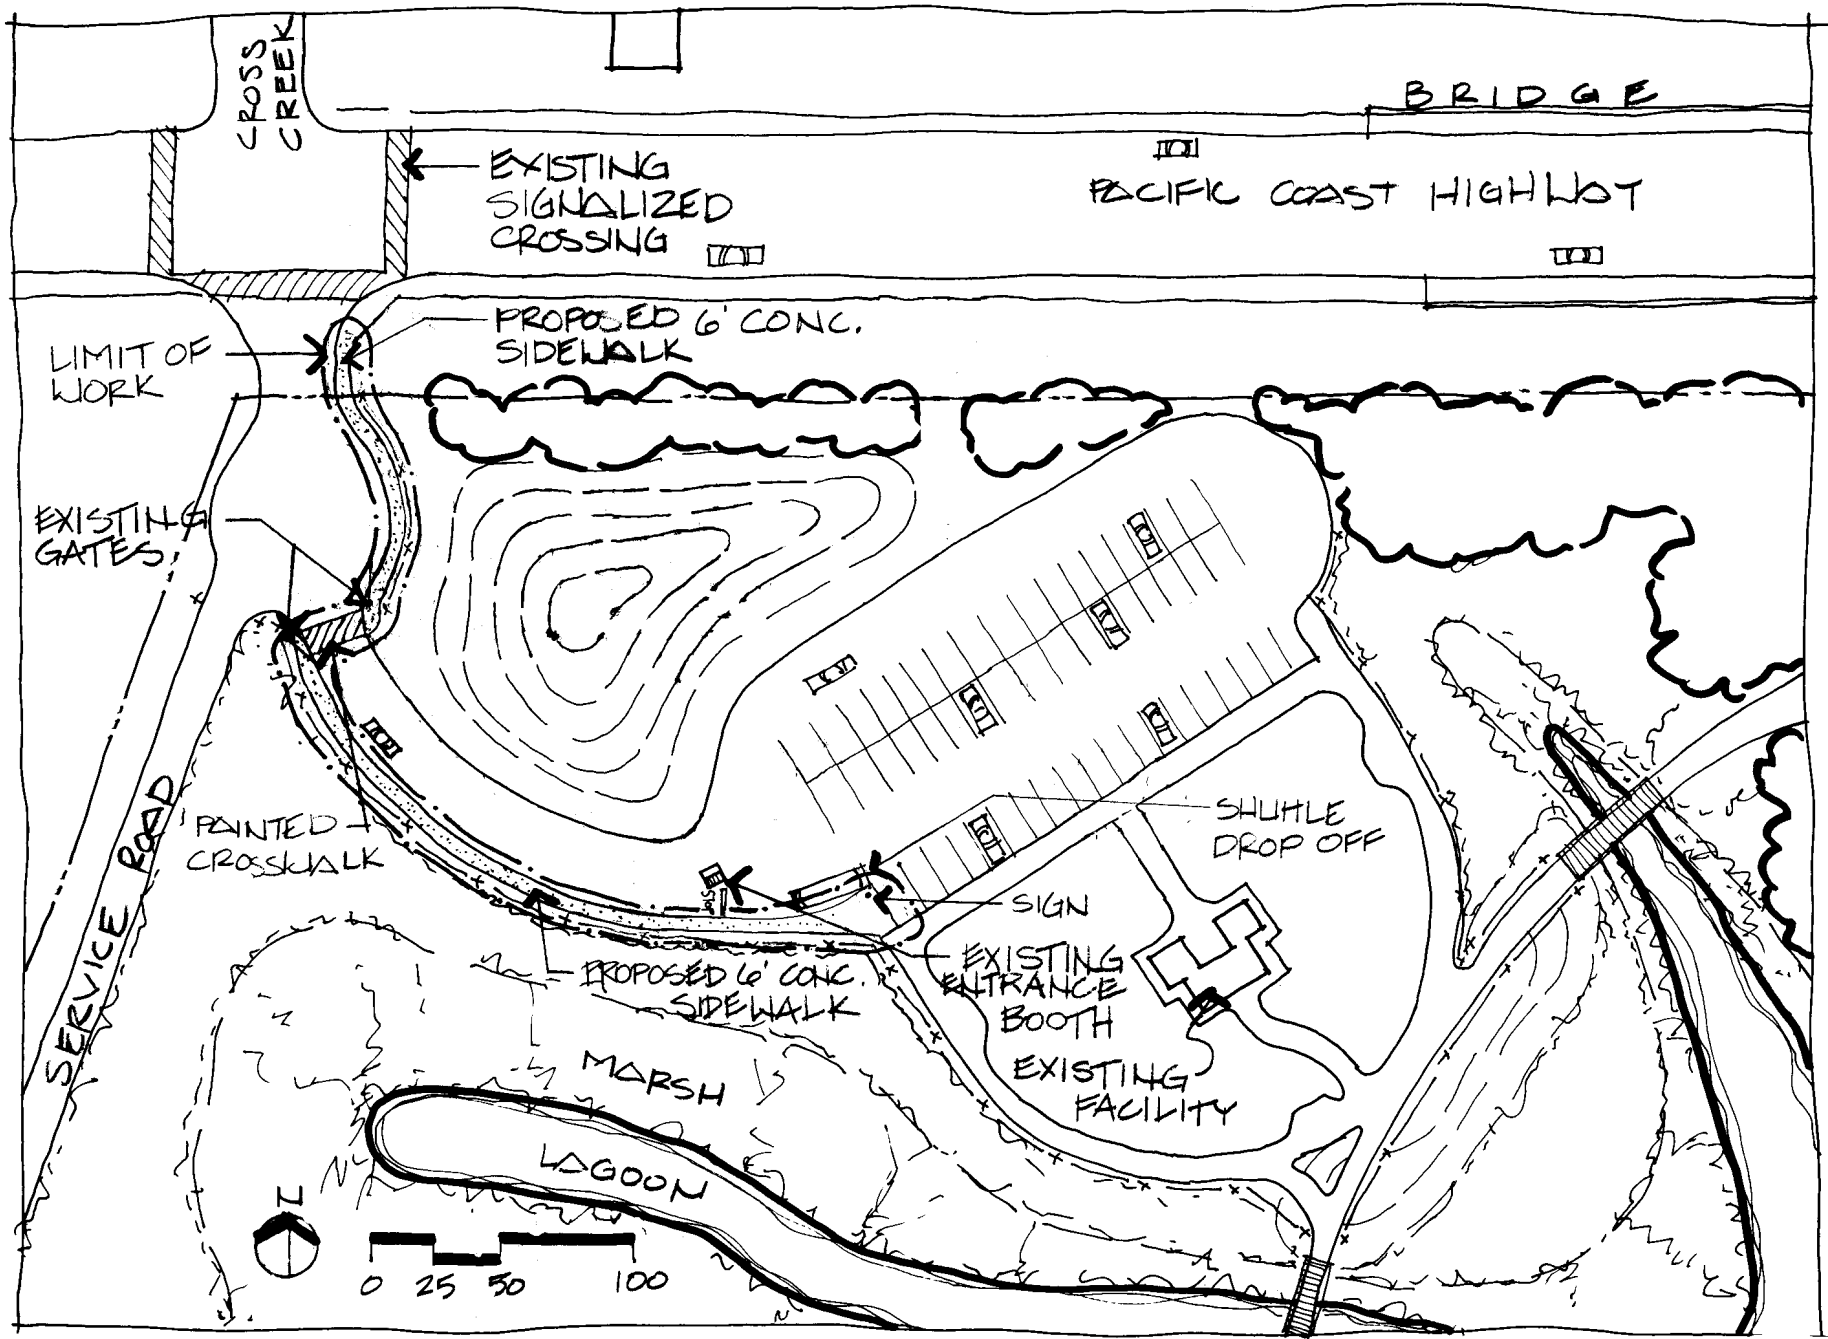 CROSS
CREEK
BRIDGE
EXISTING
SIGNALIZED
CROSSING
PACIFIC COAST HIGHWAY
PROPOSED 6' CONC.
SIDEWALK
LIMIT OF
WORK
EXISTING
GATES
PAINTED
CROSSWALK
SERVICE ROAD
SHUTTLE
DROP OFF
STOP
SIGN
PROPOSED 6' CONC.
SIDEWALK
EXISTING
ENTRANCE
BOOTH
EXISTING
FACILITY
MARSH
LAGOON
N
0 25 50 100